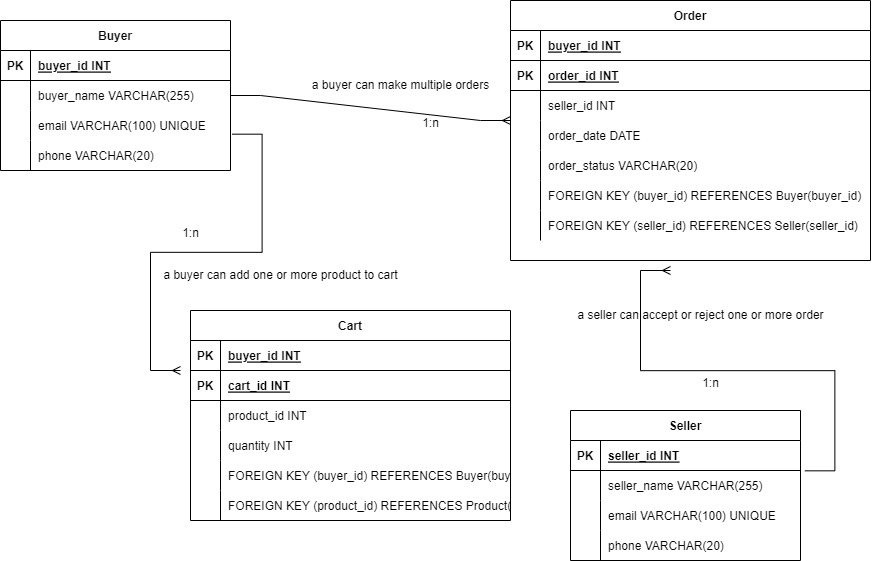 Buyer
PK buyer_id INT
buyer_name VARCHAR(255)
email VARCHAR(100) UNIQUE
phone VARCHAR(20)
a buyer can make multiple orders
1:n
Order
PK buyer_id INT
PK order_id INT
seller_id INT
order_date DATE
order_status VARCHAR(20)
FOREIGN KEY (buyer_id) REFERENCES Buyer(buyer_id)
FOREIGN KEY (seller_id) REFERENCES Seller(seller_id)
1:n
a buyer can add one or more product to cart
Cart
PK buyer_id INT
PK cart_id INT
product_id INT
quantity INT
FOREIGN KEY (buyer_id) REFERENCES Buyer(buy
FOREIGN KEY (product_id) REFERENCES Product(
a seller can accept or reject one or more order
1:n
Seller
PK seller_id INT
seller_name VARCHAR(255)
email VARCHAR(100) UNIQUE
phone VARCHAR(20)